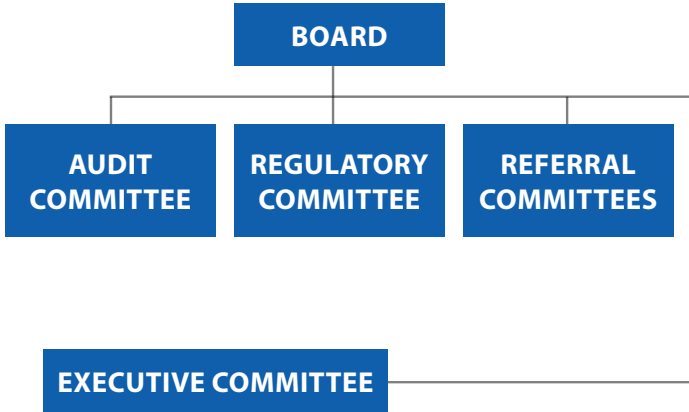 BOARD
AUDIT
COMMITTEE
REGULATORY
COMMITTEE
REFERRAL
COMMITTEES
EXECUTIVE COMMITTEE